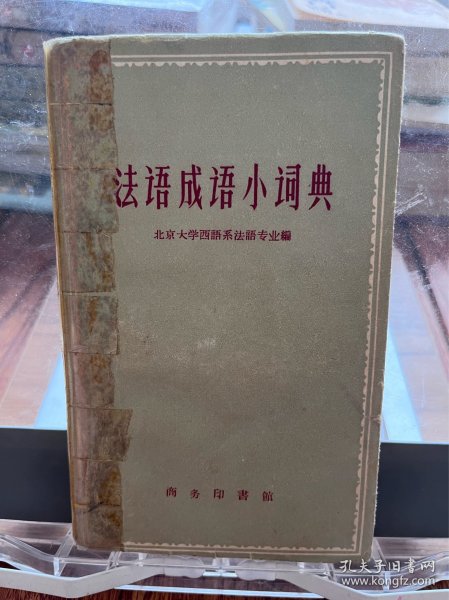 法语成语小词典
北京大学西語系法語专业編
商务印書館
孔夫子旧书网
www.kongfz.com